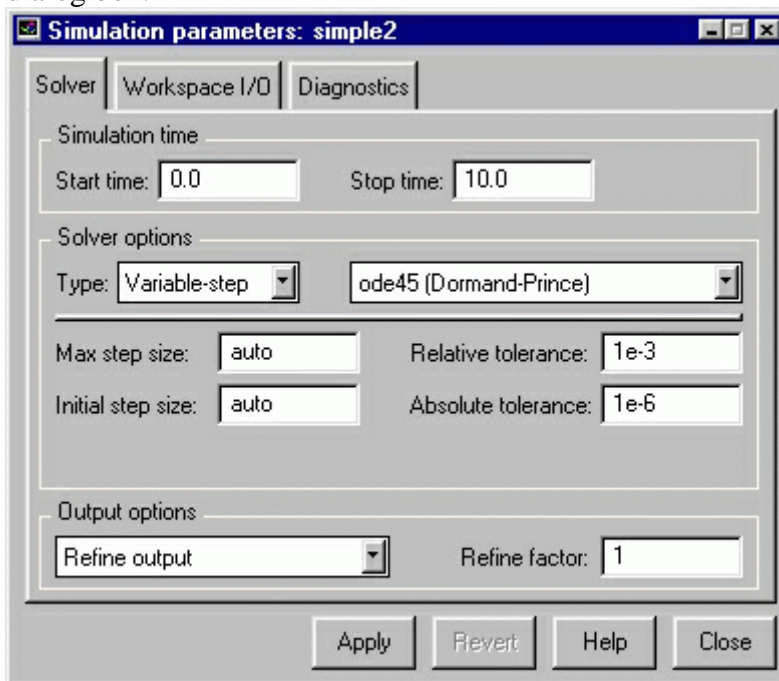 Simulation parameters: simple2
Solver Workspace I/O Diagnostics
Simulation time
Start time: 0.0 Stop time: 10.0
Solver options
Type: Variable-step ode45 (Dormand-Prince)
Max step size: auto Relative tolerance: 1e-3
Initial step size: auto Absolute tolerance: 1e-6
Output options
Refine output Refine factor: 1
Apply Revert Help Close